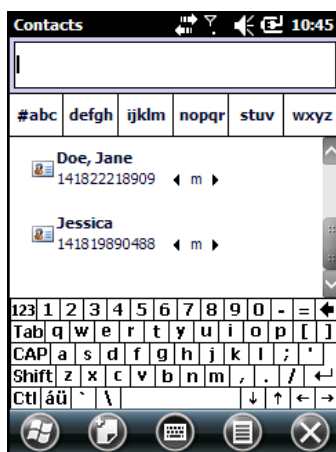 Contacts 10:45
#abc defgh ijklm nopqr stuv wxyz
Doe, Jane
141822218909 m
Jessica
141819890488 m
123 1 2 3 4 5 6 7 8 9 0 - =
Tab q w e r t y u i o p [ ]
CAP a s d f g h j k l ; '
Shift z x c v b n m , . /
Ctl áü ` \